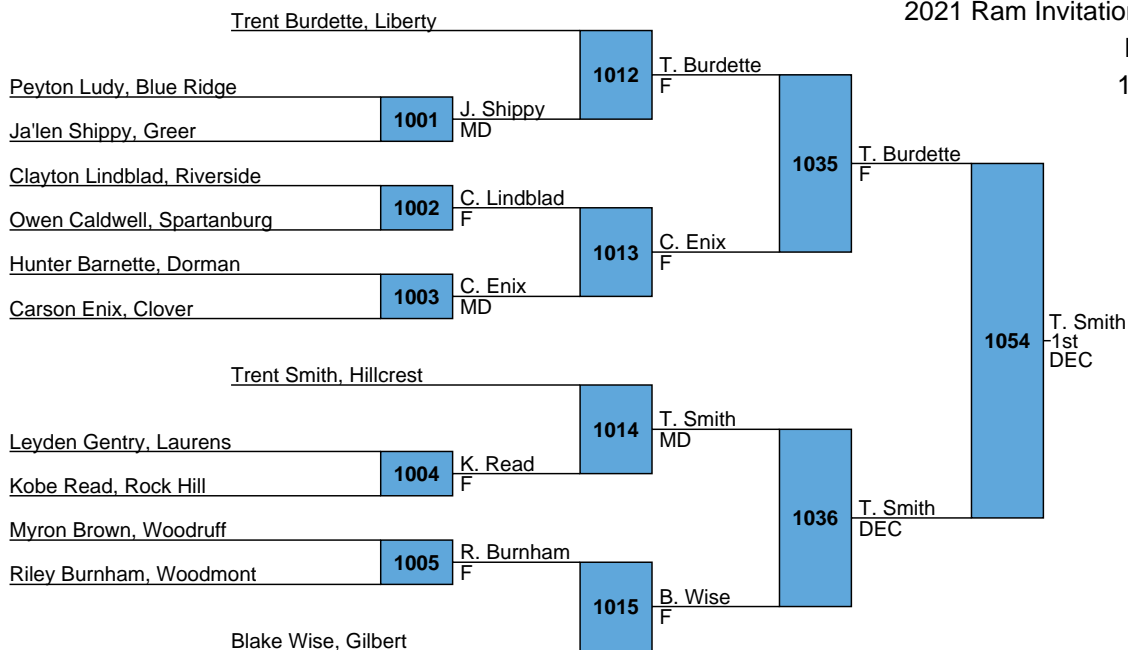 2021 Ram Invitation
1
Trent Burdette, Liberty
1012
T. Burdette
F
Peyton Ludy, Blue Ridge
1001
J. Shippy
MD
Ja'len Shippy, Greer
1035
T. Burdette
F
Clayton Lindblad, Riverside
1002
C. Lindblad
F
Owen Caldwell, Spartanburg
1013
C. Enix
F
Hunter Barnette, Dorman
1003
C. Enix
MD
Carson Enix, Clover
1054
T. Smith
1st
DEC
Trent Smith, Hillcrest
1014
T. Smith
MD
Leyden Gentry, Laurens
1004
K. Read
F
Kobe Read, Rock Hill
1036
T. Smith
DEC
Myron Brown, Woodruff
1005
R. Burnham
F
Riley Burnham, Woodmont
1015
B. Wise
F
Blake Wise, Gilbert